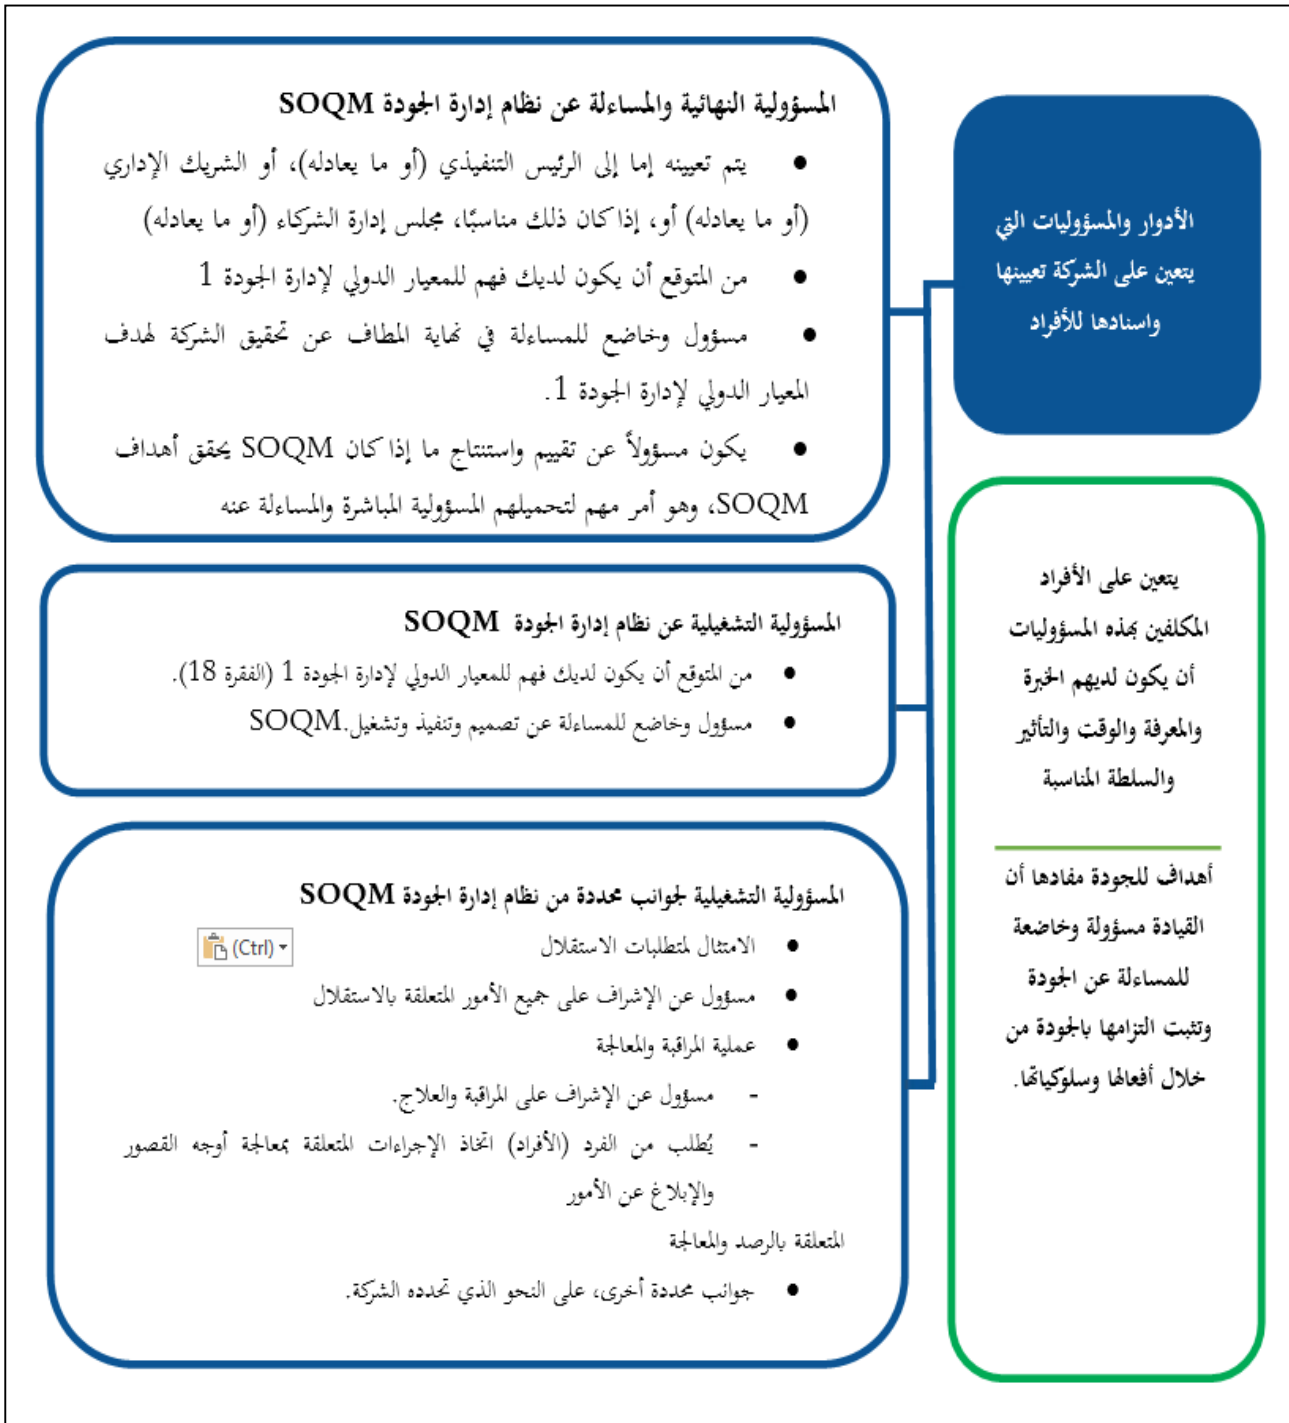 الأدوار والمسؤوليات التي
يتعين على الشركة تعيينها
واسنادها للأفراد
المسؤولية النهائية والمساءلة عن نظام إدارة الجودة SOQM
● يتم تعيينه إما إلى الرئيس التنفيذي (أو ما يعادله)، أو الشريك الإداري
(أو ما يعادله) أو، إذا كان ذلك مناسبًا، مجلس إدارة الشركاء (أو ما يعادله)
● من المتوقع أن يكون لديك فهم للمعيار الدولي لإدارة الجودة 1
● مسؤول وخاضع للمساءلة في نهاية المطاف عن تحقيق الشركة لهدف
المعيار الدولي لإدارة الجودة 1.
● يكون مسؤولاً عن تقييم واستنتاج ما إذا كان SOQM يحقق أهداف
SOQM، وهو أمر مهم لتحميلهم المسؤولية المباشرة والمساءلة عنه
المسؤولية التشغيلية عن نظام إدارة الجودة SOQM
● من المتوقع أن يكون لديك فهم للمعيار الدولي لإدارة الجودة 1 (الفقرة 18).
● مسؤول وخاضع للمساءلة عن تصميم وتنفيذ وتشغيل.SOQM
المسؤولية التشغيلية لجوانب محددة من نظام إدارة الجودة SOQM
● الامتثال لمتطلبات الاستقلال
(Ctrl)
● مسؤول عن الإشراف على جميع الأمور المتعلقة بالاستقلال
● عملية المراقبة والمعالجة
- مسؤول عن الإشراف على المراقبة والعلاج.
- يُطلب من الفرد (الأفراد) اتخاذ الإجراءات المتعلقة بمعالجة أوجه القصور
والإبلاغ عن الأمور
المتعلقة بالرصد والمعالجة
● جوانب محددة أخرى، على النحو الذي تحدده الشركة.
يتعين على الأفراد
المكلفين بهذه المسؤوليات
أن يكون لديهم الخبرة
والمعرفة والوقت والتأثير
والسلطة المناسبة
أهداف للجودة مفادها أن
القيادة مسؤولة وخاضعة
للمساءلة عن الجودة
وتثبت التزامها بالجودة من
خلال أفعالها وسلوكياتها.